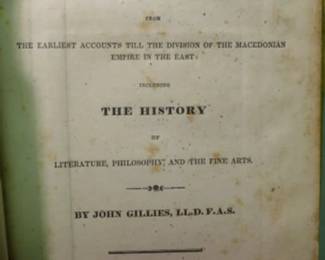 FROM
THE EARLIEST ACCOUNTS TILL THE DIVISION OF THE MACEDONIAN
EMPIRE IN THE EAST:
INCLUDING
THE HISTORY
OF
LITERATURE, PHILOSOPHY, AND THE FINE ARTS.
BY JOHN GILLIES, LL.D. F.A.S.